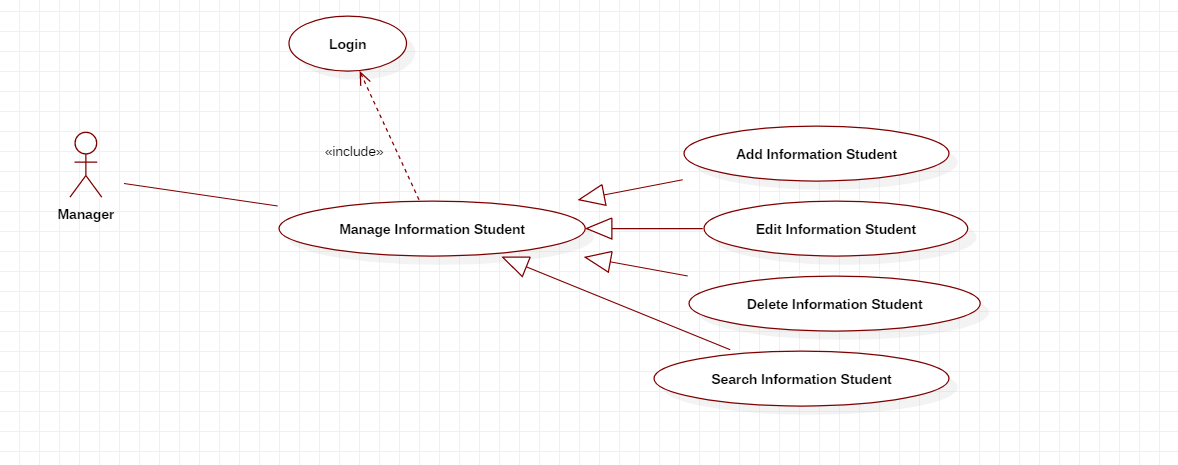 Login
«include»
Manager
Manage Information Student
Add Information Student
Edit Information Student
Delete Information Student
Search Information Student